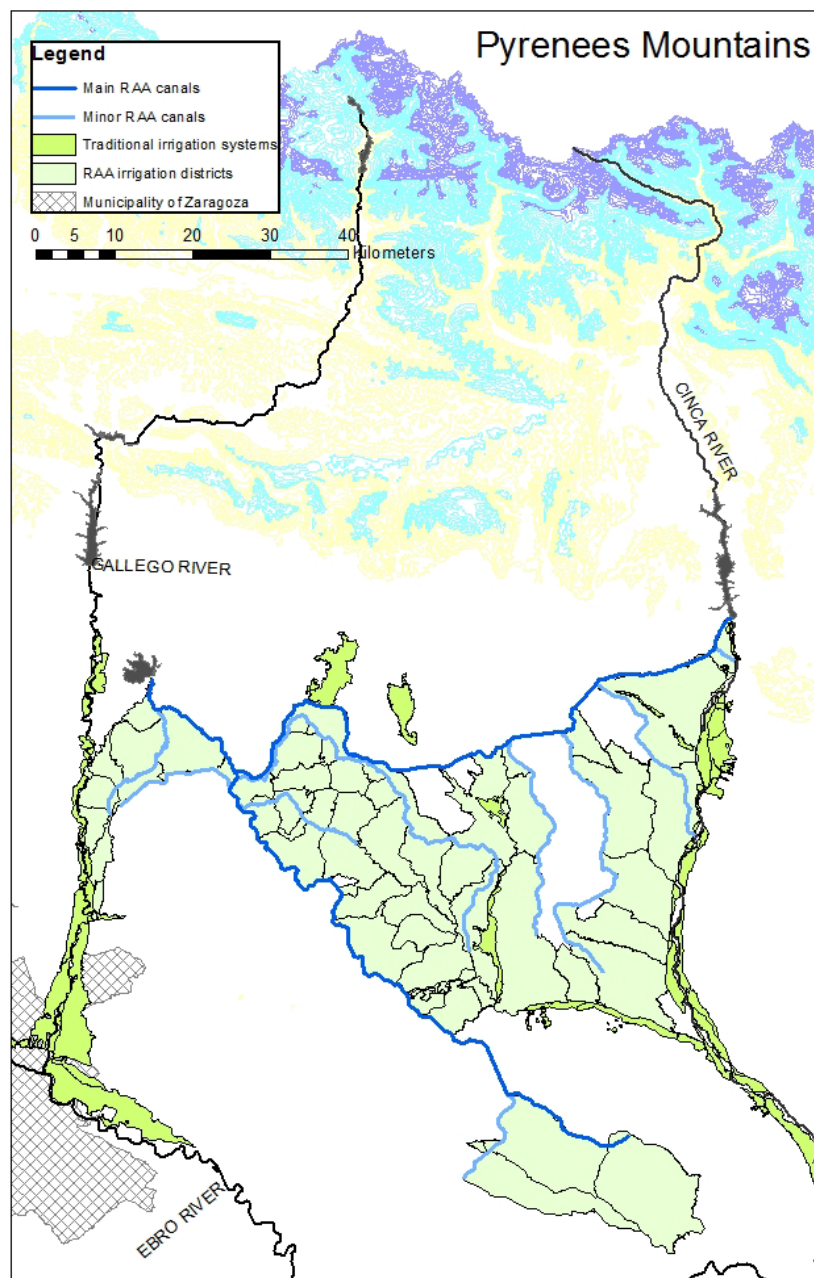 Pyrenees Mountains
Legend
Main RAA canals
Minor RAA canals
Traditional irrigation systems
RAA irrigation districts
Municipality of Zaragoza
0 5 10 20 30 40
Kilometers
CINCA RIVER
GALLEGO RIVER
EBRO RIVER